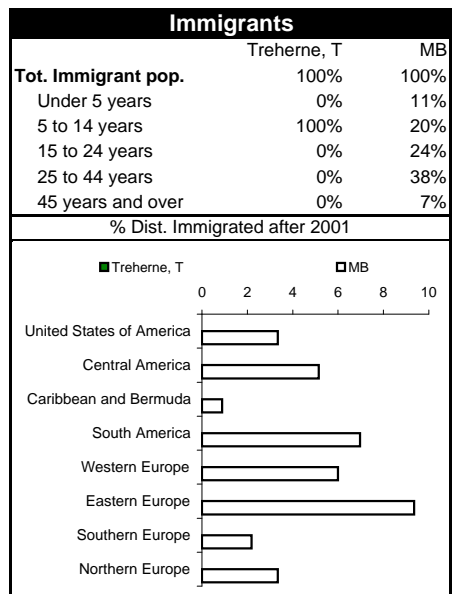 Immigrants
Treherne, T MB
Tot. Immigrant pop. 100% 100%
Under 5 years 0% 11%
5 to 14 years 100% 20%
15 to 24 years 0% 24%
25 to 44 years 0% 38%
45 years and over 0% 7%
% Dist. Immigrated after 2001
Treherne, T MB
0 2 4 6 8 10
United States of America
Central America
Caribbean and Bermuda
South America
Western Europe
Eastern Europe
Southern Europe
Northern Europe